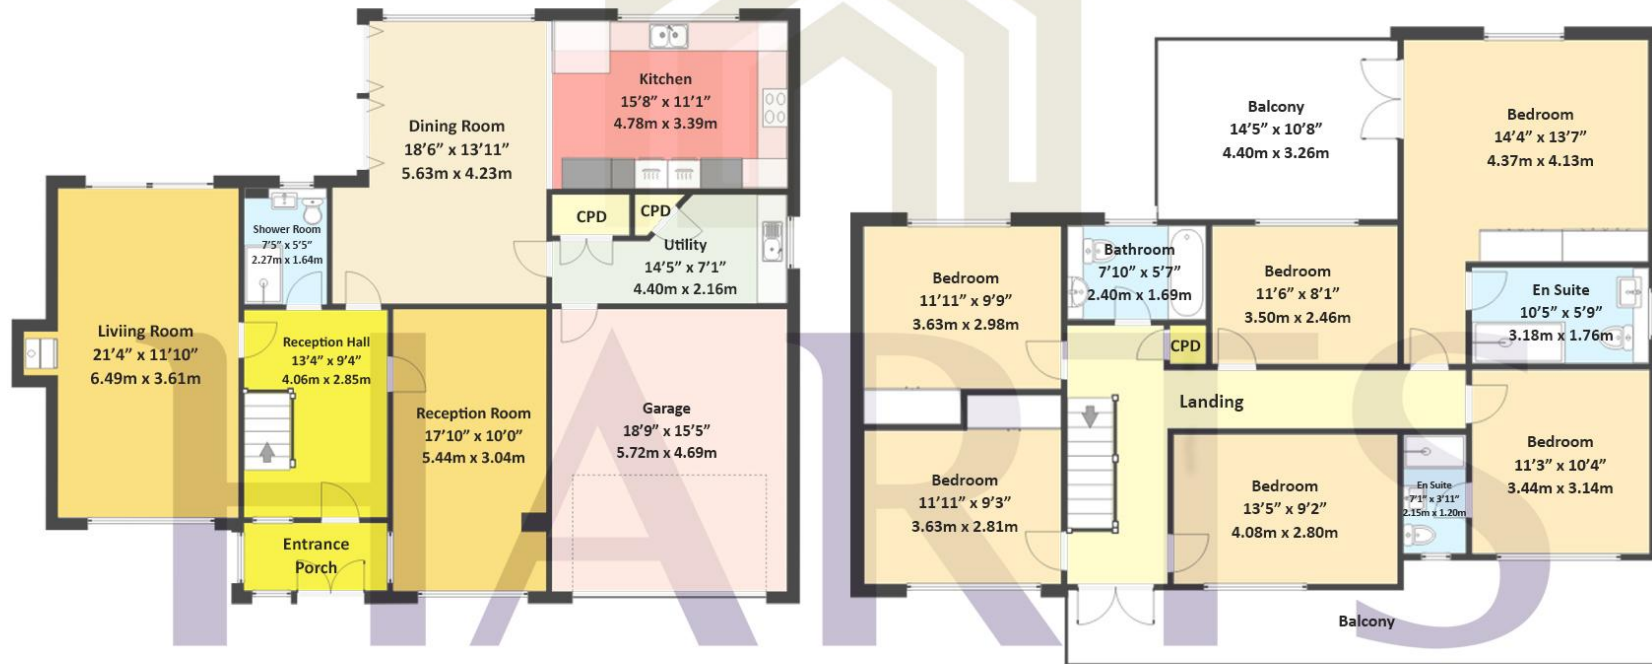 Kitchen
15'8" x 11'1"
4.78m x 3.39m
Dining Room
18'6" x 13'11"
5.63m x 4.23m
CPD
CPD
Shower Room
7'5" x 5'5"
2.27m x 1.64m
Utility
14'5" x 7'1"
4.40m x 2.16m
Liviing Room
21'4" x 11'10"
6.49m x 3.61m
Reception Hall
13'4" x 9'4"
4.06m x 2.85m
Reception Room
17'10" x 10'0"
5.44m x 3.04m
Garage
18'9" x 15'5"
5.72m x 4.69m
Entrance
Porch
Balcony
14'5" x 10'8"
4.40m x 3.26m
Bedroom
14'4" x 13'7"
4.37m x 4.13m
Bathroom
7'10" x 5'7"
2.40m x 1.69m
Bedroom
11'11" x 9'9"
3.63m x 2.98m
Bedroom
11'6" x 8'1"
3.50m x 2.46m
En Suite
10'5" x 5'9"
3.18m x 1.76m
CPD
Landing
Bedroom
11'3" x 10'4"
3.44m x 3.14m
Bedroom
11'11" x 9'3"
3.63m x 2.81m
Bedroom
13'5" x 9'2"
4.08m x 2.80m
En Suite
7'1" x 3'11"
2.15m x 1.20m
Balcony
HARTS